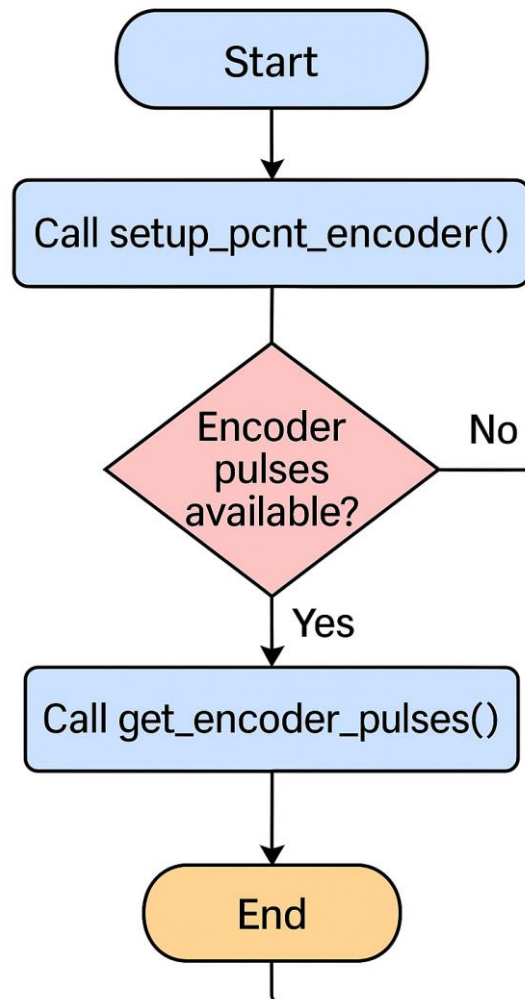 Start
Call setup_pcnt_encoder()
Encoder
pulses
available?
No
Yes
Call get_encoder_pulses()
End